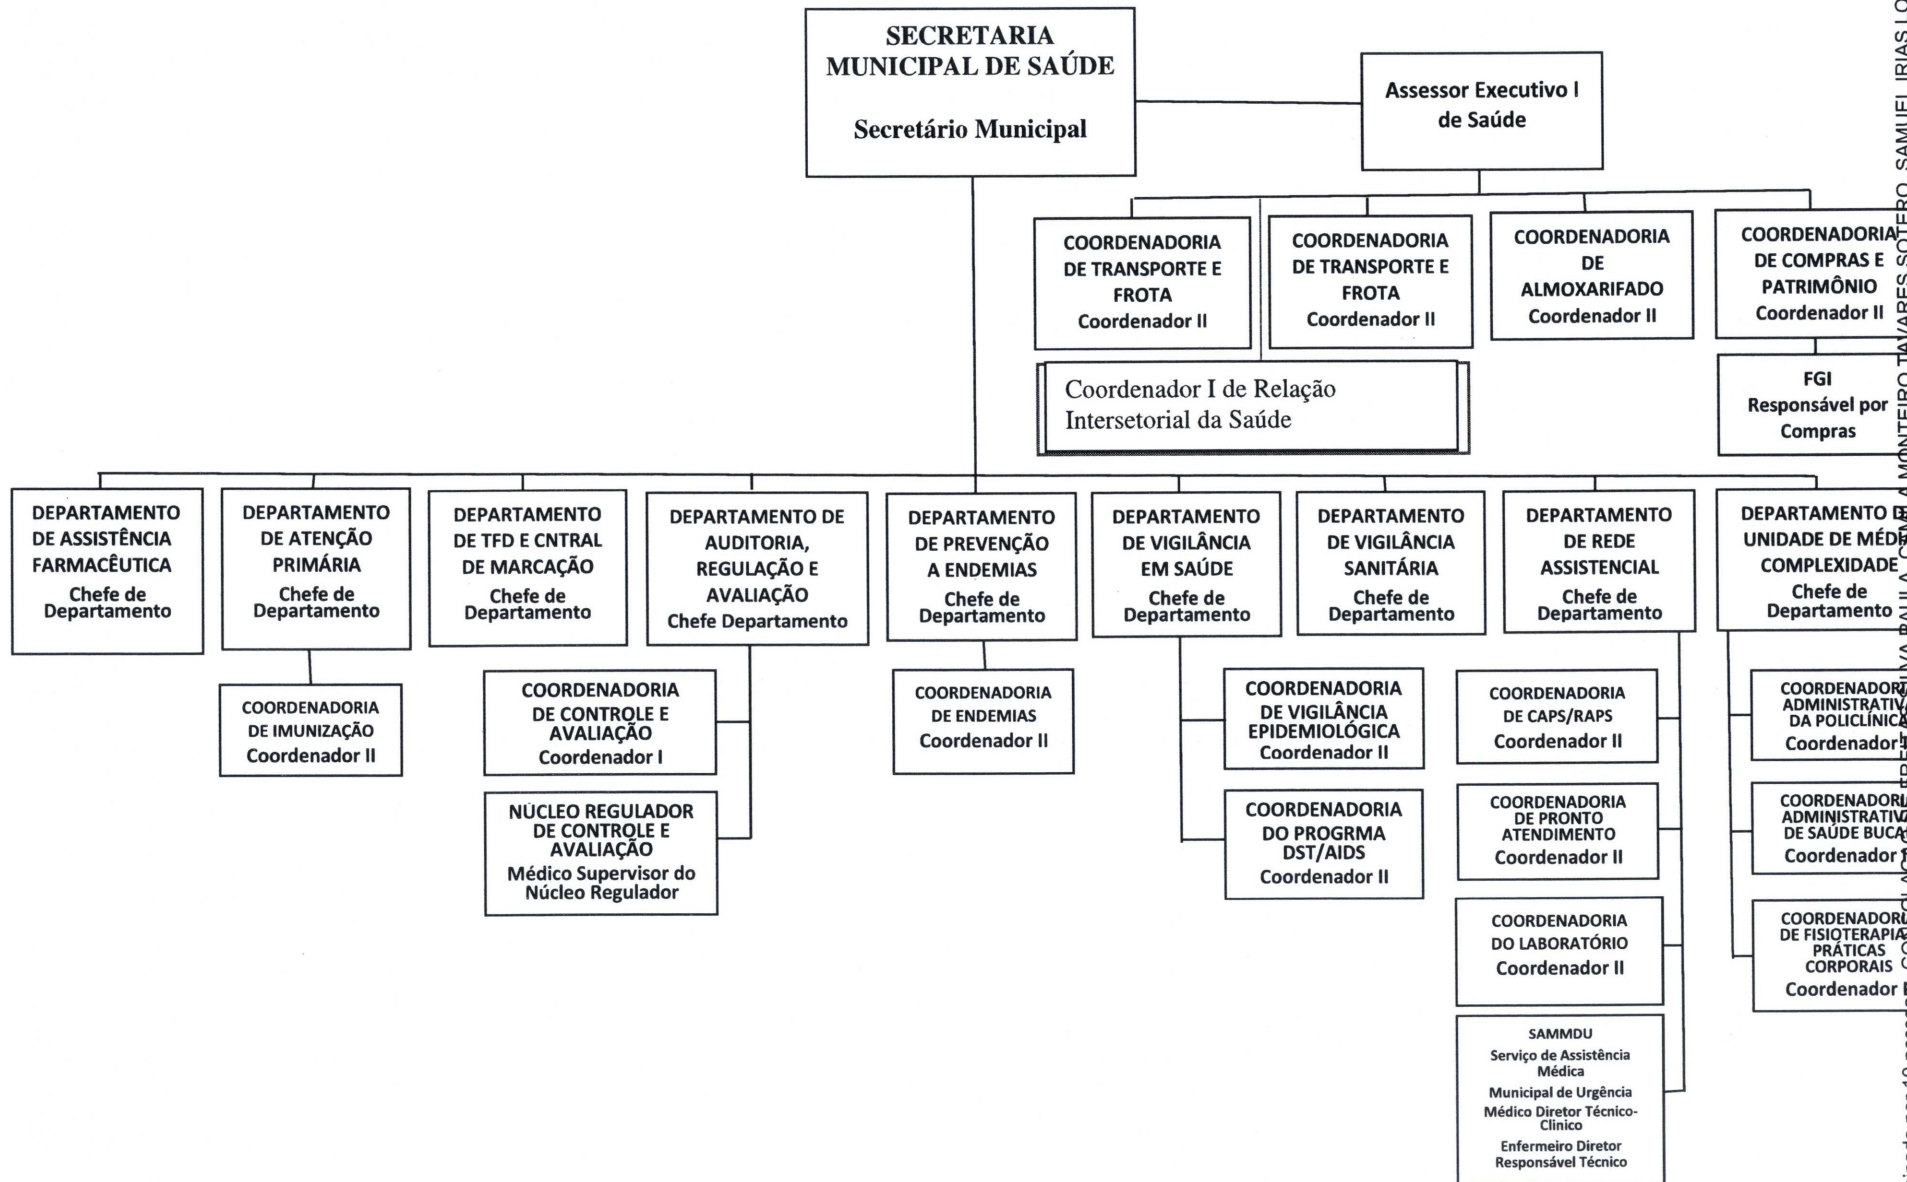 SECRETARIA
MUNICIPAL DE SAÚDE
Secretário Municipal
Assessor Executivo I
de Saúde
COORDENADORIA
DE TRANSPORTE E
FROTA
Coordenador II
COORDENADORIA
DE TRANSPORTE E
FROTA
Coordenador II
COORDENADORIA
DE
ALMOXARIFADO
Coordenador II
COORDENADORIA
DE COMPRAS E
PATRIMÔNIO
Coordenador II
Coordenador I de Relação
Intersetorial da Saúde
FGI
Responsável por
Compras
DEPARTAMENTO
DE ASSISTÊNCIA
FARMACÊUTICA
Chefe de
Departamento
DEPARTAMENTO
DE ATENÇÃO
PRIMÁRIA
Chefe de
Departamento
DEPARTAMENTO
DE TFD E CNTRAL
DE MARCAÇÃO
Chefe de
Departamento
DEPARTAMENTO DE
AUDITORIA,
REGULAÇÃO E
AVALIAÇÃO
Chefe Departamento
DEPARTAMENTO
DE PREVENÇÃO
A ENDEMIAS
Chefe de
Departamento
DEPARTAMENTO
DE VIGILÂNCIA
EM SAÚDE
Chefe de
Departamento
DEPARTAMENTO
DE VIGILÂNCIA
SANITÁRIA
Chefe de
Departamento
DEPARTAMENTO
DE REDE
ASSISTENCIAL
Chefe de
Departamento
DEPARTAMENTO
UNIDADE DE
COMPLEXIDADE
Chefe de
Departamento
COORDENADORIA
DE IMUNIZAÇÃO
Coordenador II
COORDENADORIA
DE CONTROLE E
AVALIAÇÃO
Coordenador I
NÚCLEO REGULADOR
DE CONTROLE E
AVALIAÇÃO
Médico Supervisor do
Núcleo Regulador
COORDENADORIA
DE ENDEMIAS
Coordenador II
COORDENADORIA
DE VIGILÂNCIA
EPIDEMIOLÓGICA
Coordenador II
COORDENADORIA
DO PROGRMA
DST/AIDS
Coordenador II
COORDENADORIA
DE CAPS/RAPS
Coordenador II
COORDENADORIA
DE PRONTO
ATENDIMENTO
Coordenador II
COORDENADORIA
DO LABORATÓRIO
Coordenador II
SAMMDU
Serviço de Assistência
Médica
Municipal de Urgência
Médico Diretor Técnico-
Clinico
Enfermeiro Diretor
Responsável Técnico
DA POLICLÍNICA
Coordenador
DE SAÚDE
Coordenador
DE FISIOTERAPIA
PRÁTICAS
CORPORAIS
Coordenador
MONTEIRO TAVARES SOTERO, SAMUEL IRIAS